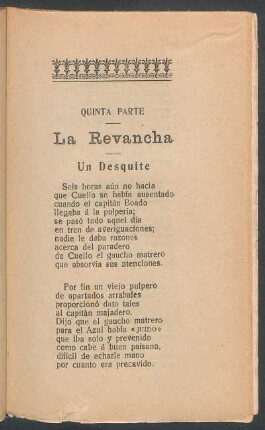 QUINTA PARTE
La Revancha
Un Desquite
Seis horas aún no hacía
que Cuello se había ausentado
cuando el capitán Boado
llegaba á la pulpería;
se pasó todo aquel día
en tren de averiguaciones;
nadie le daba razones
acerca del paradero
de Cuello el gaucho matrero
que absorvía sus atenciones.
Por fin un viejo pulpero
de apartados arrabales
proporcionó dato tales
al capitán majadero.
Dijo que el gaucho matrero
para el Azul había
que iba solo y prevenido
como cabe á buen paisano,
difícil de echarle mano
por cuanto era precavido.